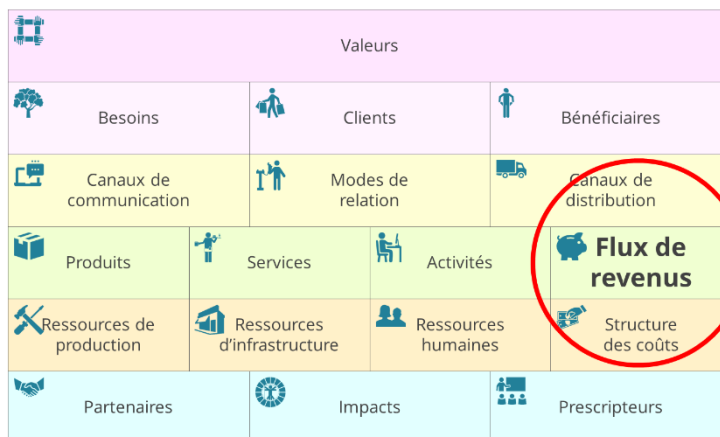 Valeurs
Besoins
Clients
Bénéficiaires
Canaux de
communication
Modes de
relation
Canaux de
distribution
Produits
Services
Activités
Flux de
revenus
Ressources de
production
Ressources
d'infrastructure
Ressources
humaines
Structure
des coûts
Partenaires
Impacts
Prescripteurs